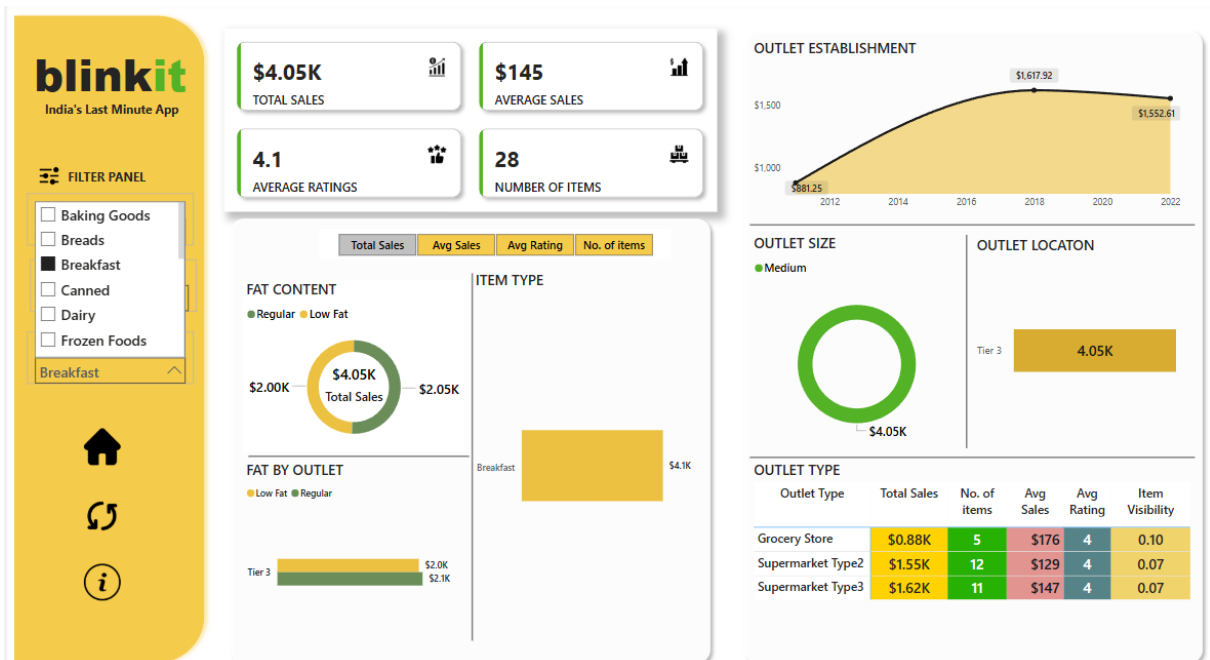 blinkit
India's Last Minute App
FILTER PANEL
Baking Goods
Breads
Breakfast
Canned
Dairy
Frozen Foods
Breakfast
$4.05K
TOTAL SALES
$145
AVERAGE SALES
4.1
AVERAGE RATINGS
28
NUMBER OF ITEMS
Total Sales Avg Sales Avg Rating No. of items
FAT CONTENT
Regular Low Fat
$4.05K
Total Sales
$2.00K
$2.05K
FAT BY OUTLET
Low Fat Regular
Tier 3
$2.0K
$2.1K
ITEM TYPE
Breakfast
$4.1K
OUTLET ESTABLISHMENT
$1,617.92
$1,500
$1,552.61
$1,000
$881.25
2012 2014 2016 2018 2020 2022
OUTLET SIZE
Medium
$4.05K
OUTLET LOCATON
Tier 3
4.05K
OUTLET TYPE
Outlet Type Total Sales No. of items Avg Sales Avg Rating Item Visibility
Grocery Store $0.88K 5 $176 4 0.10
Supermarket Type2 $1.55K 12 $129 4 0.07
Supermarket Type3 $1.62K 11 $147 4 0.07